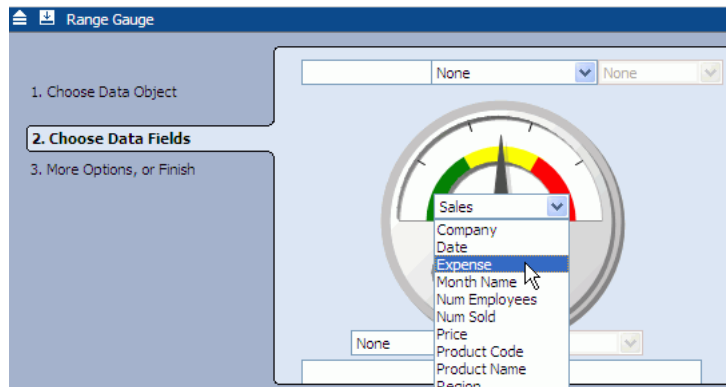 Range Gauge
1. Choose Data Object
2. Choose Data Fields
3. More Options, or Finish
None None
Sales
Company
Date
Expense
Month Name
Num Employees
Num Sold
Price
None
Product Code
Product Name
Region